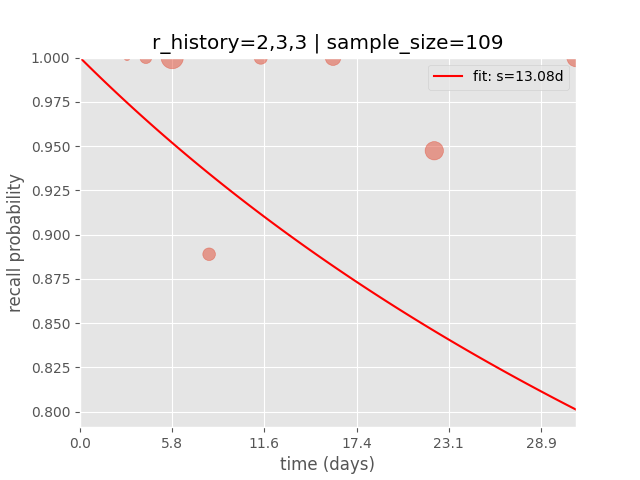 r_history=2,3,3 | sample_size=109
1.000
0.975
0.950
0.925
0.900
0.875
0.850
0.825
0.800
recall probability
fit: s=13.08d
0.0 5.8 11.6 17.4 23.1 28.9
time (days)